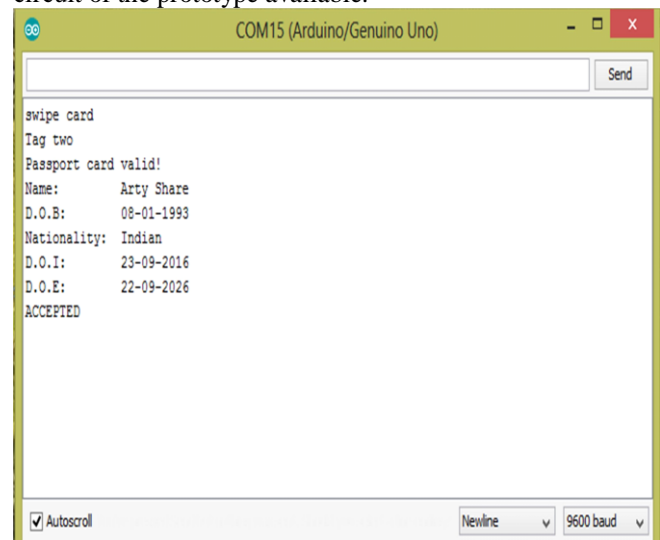 circuit of the prototype available.
COM15 (Arduino/Genuino Uno)
Send
swipe card
Tag two
Passport card valid!
Name: Arty Share
D.O.B: 08-01-1993
Nationality: Indian
D.O.I: 23-09-2016
D.O.E: 22-09-2026
ACCEPTED
Autoscroll
Newline
9600 baud